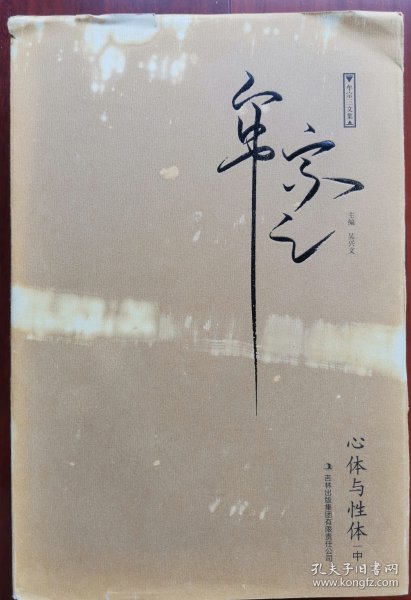 牟宗三
牟宗三文集
主编 吴兴文
心体与性体
中
吉林出版集团有限责任公司
孔夫子旧书网
www.kongfz.com